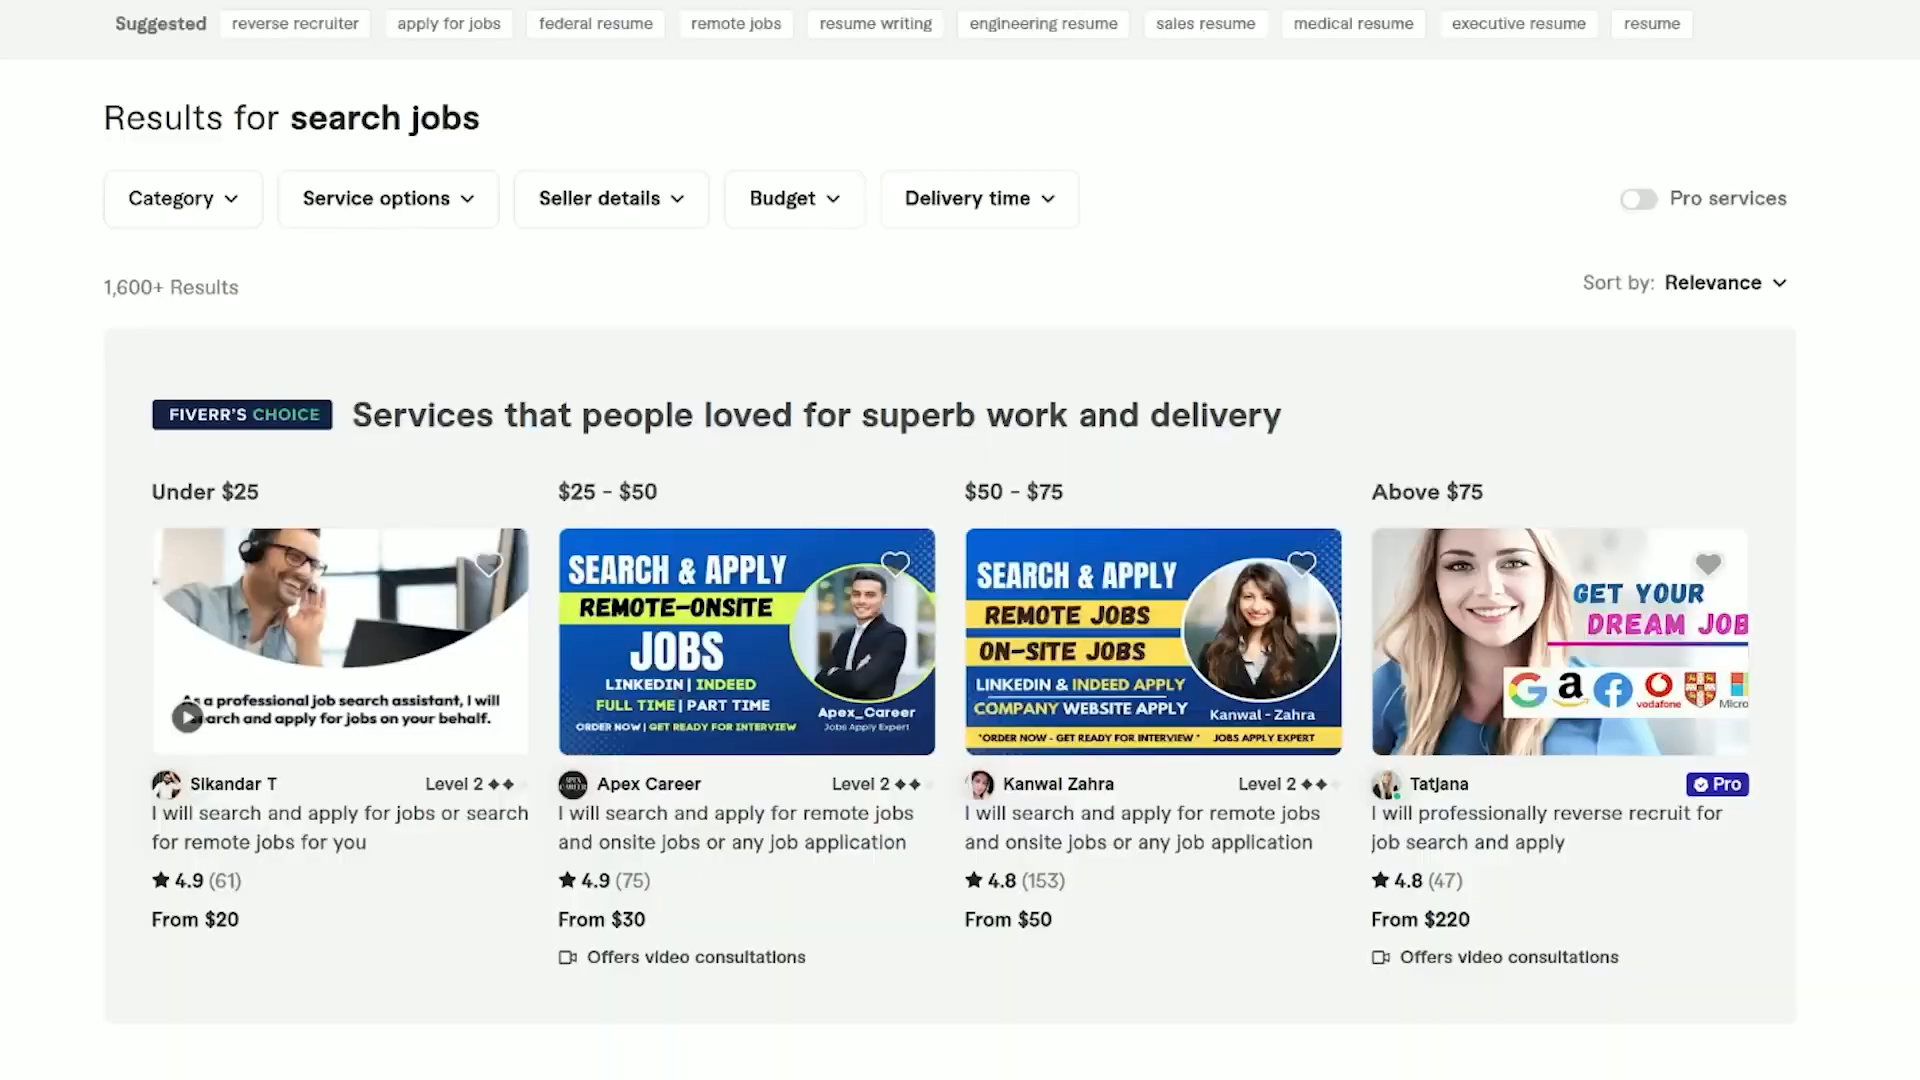 Suggested reverse recruiter apply for jobs federal resume remote jobs resume writing engineering resume sales resume medical resume executive resume resume
Results for search jobs
Category Service options Seller details Budget Delivery time Pro services
1,600+ Results
Sort by: Relevance
FIVERR'S CHOICE Services that people loved for superb work and delivery
Under $25
As a professional job search assistant, I will
search and apply for jobs on your behalf.
Sikandar T Level 2
I will search and apply for jobs or search
for remote jobs for you
4.9 (61)
From $20
$25 - $50
SEARCH & APPLY
REMOTE-ONSITE
JOBS
LINKEDIN | INDEED
FULL TIME | PART TIME
ORDER NOW | GET READY FOR INTERVIEW
Apex_Career
Jobs Apply Expert
Apex Career Level 2
I will search and apply for remote jobs
and onsite jobs or any job application
4.9 (75)
From $30
Offers video consultations
$50 - $75
SEARCH & APPLY
REMOTE JOBS
ON-SITE JOBS
LINKEDIN & INDEED APPLY
COMPANY WEBSITE APPLY
Kanwal - Zahra
"ORDER NOW - GET READY FOR INTERVIEW " JOBS APPLY EXPERT
Kanwal Zahra Level 2
I will search and apply for remote jobs
and onsite jobs or any job application
4.8 (153)
From $50
Above $75
GET YOUR
DREAM JOB
vodafone Micro
Tatjana Pro
I will professionally reverse recruit for
job search and apply
4.8 (47)
From $220
Offers video consultations